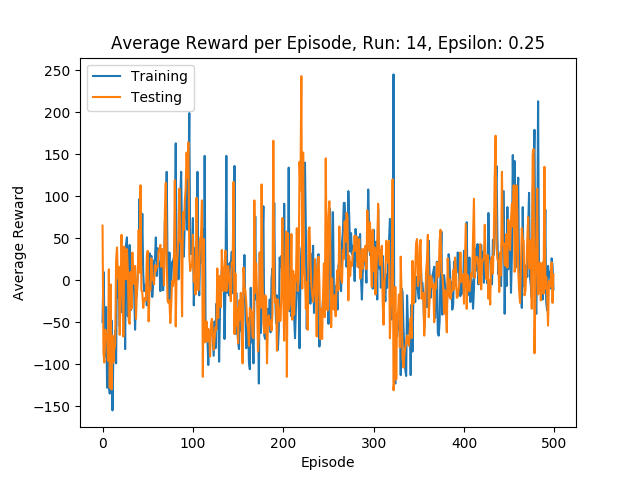 Average Reward per Episode, Run: 14, Epsilon: 0.25
Training
Testing
Average Reward
250
200
150
100
50
0
−50
−100
−150
0 100 200 300 400 500
Episode